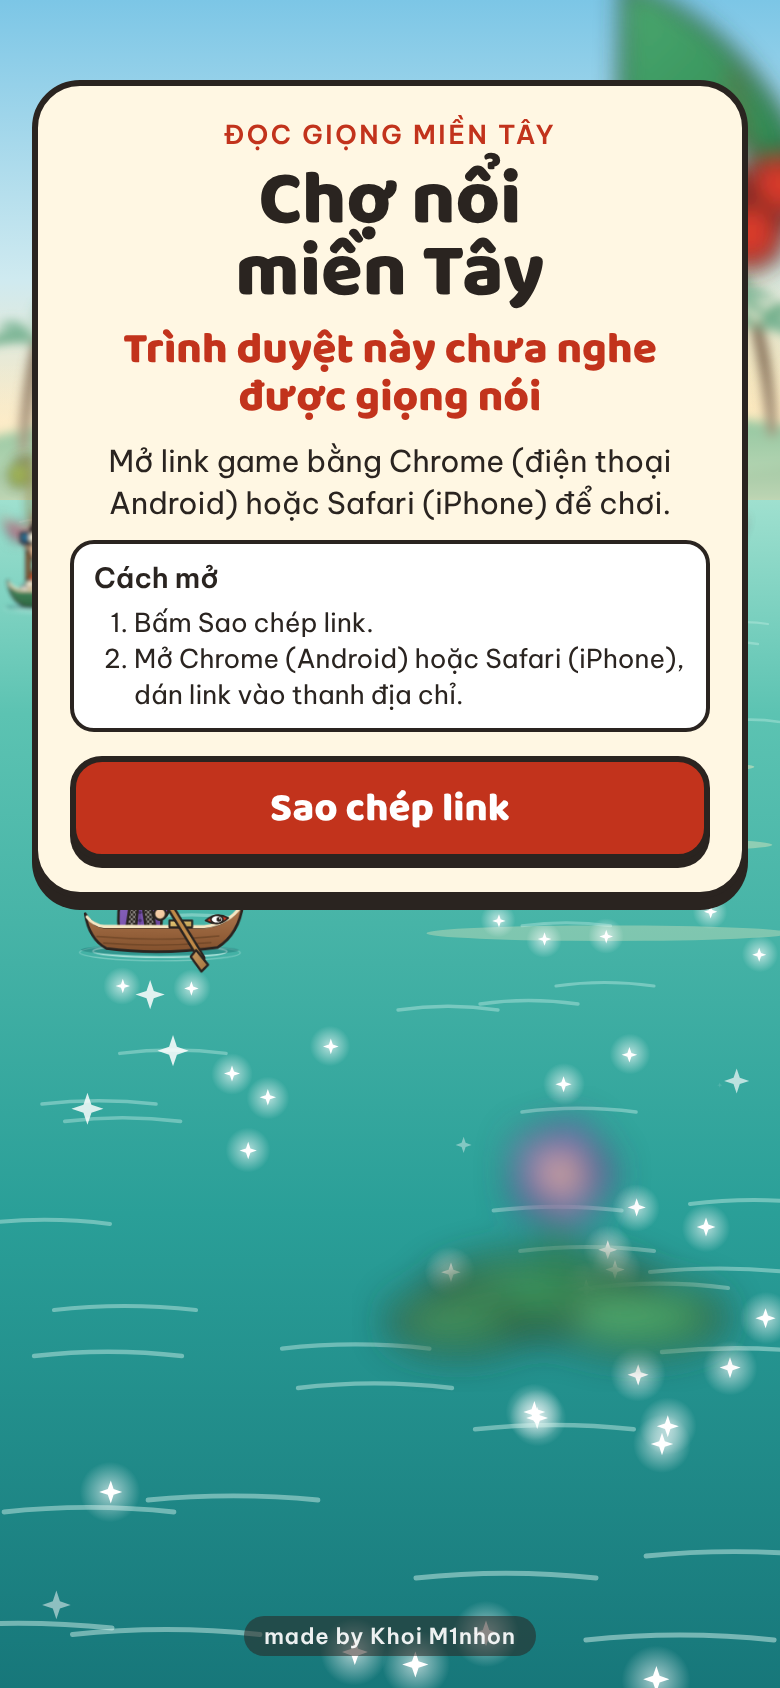 ĐỌC GIỌNG MIỀN TÂY
Chợ nổi
miền Tây
Trình duyệt này chưa nghe
được giọng nói
Mở link game bằng Chrome (điện thoại
Android) hoặc Safari (iPhone) để chơi.
Cách mở
1. Bấm Sao chép link.
2. Mở Chrome (Android) hoặc Safari (iPhone),
dán link vào thanh địa chỉ.
Sao chép link
made by Khoi M1nhon